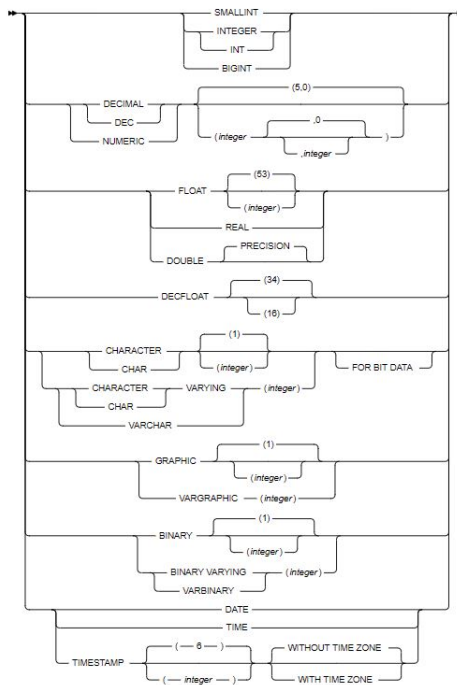 SMALLINT
INTEGER
INT
BIGINT
(5,0)
DECIMAL
DEC
NUMERIC
,0
(integer
,integer
)
(53)
FLOAT
(integer)
REAL
PRECISION
DOUBLE
(34)
DECFLOAT
(16)
(1)
CHARACTER
CHAR
(integer)
FOR BIT DATA
CHARACTER
VARYING
(integer)
CHAR
VARCHAR
(1)
GRAPHIC
(integer)
VARGRAPHIC
(integer)
(1)
BINARY
(integer)
BINARY VARYING
(integer)
VARBINARY
DATE
TIME
( 6 )
WITHOUT TIME ZONE
TIMESTAMP
( integer )
WITH TIME ZONE